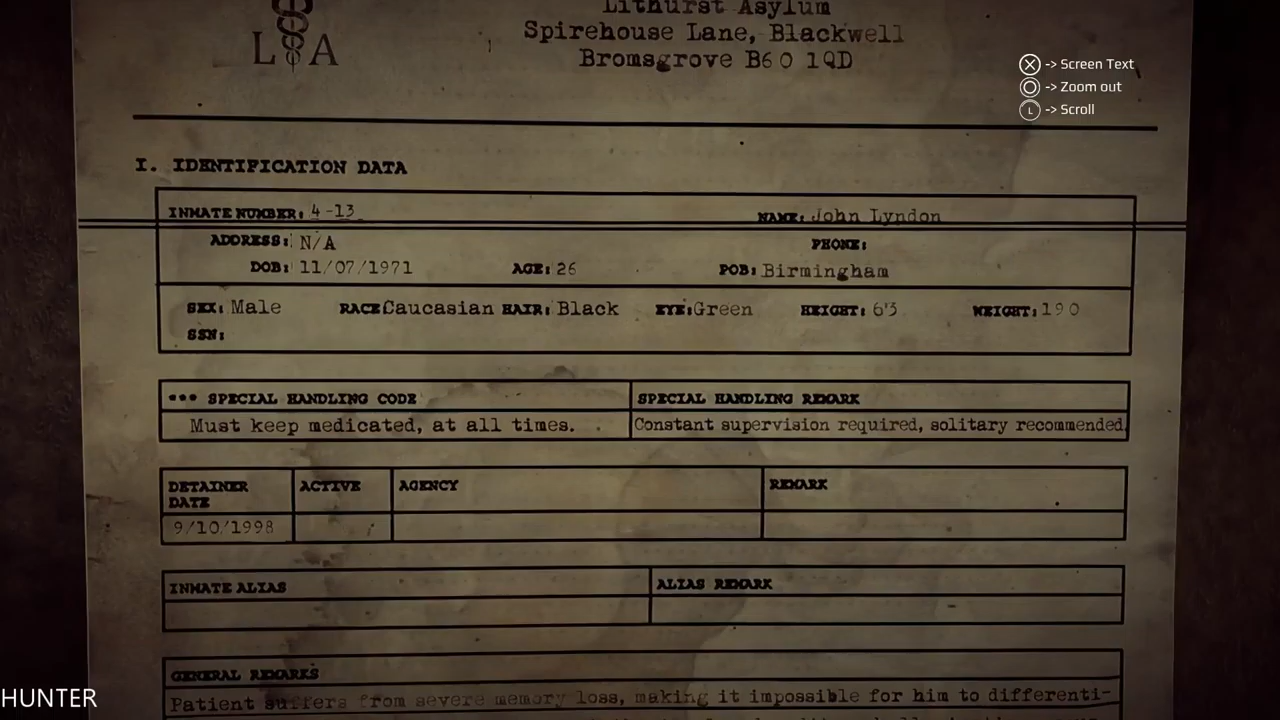 Lithurst Asylum
Spirehouse Lane, Blackwell
Bromsgrove B60 1QD
L A
-> Screen Text
-> Zoom out
L -> Scroll
I. IDENTIFICATION DATA
INMATE NUMBER: 4-13 NAME: John Lyndon
ADDRESS: N/A PHONE:
DOB: 11/07/1971 AGE: 26 POB: Birmingham
SEX: Male RACE Caucasian HAIR: Black EYE: Green HEIGHT: 6'3 WEIGHT: 190
SSN:
*** SPECIAL HANDLING CODE SPECIAL HANDLING REMARK
Must keep medicated, at all times. Constant supervision required, solitary recommended.
DETAINER DATE ACTIVE AGENCY REMARK
9/10/1998
INMATE ALIAS ALIAS REMARK
GENERAL REMARKS
Patient suffers from severe memory loss, making it impossible for him to differenti-
HUNTER